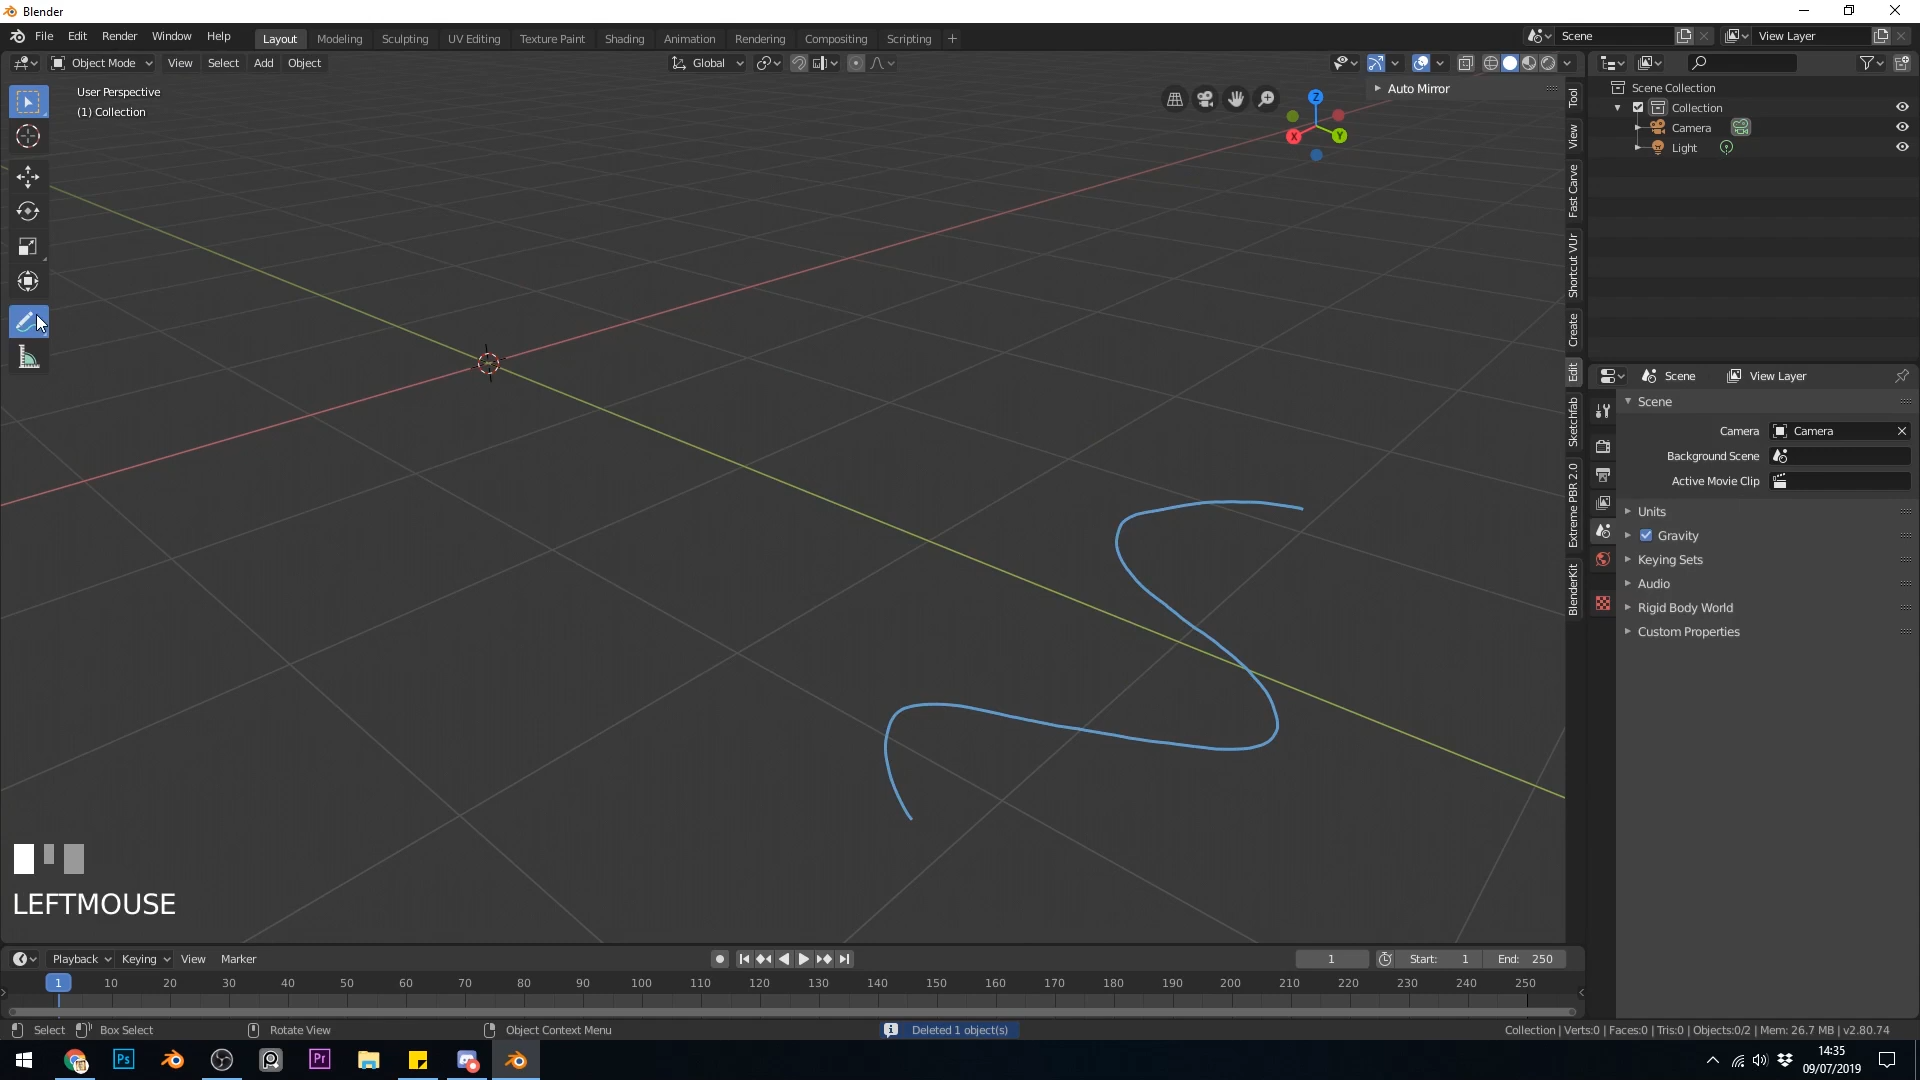 Blender
File Edit Render Window Help
Layout Modeling Sculpting UV Editing Texture Paint Shading Animation Rendering Compositing Scripting +
Scene
View Layer
Object Mode View Select Add Object
Global
User Perspective
(1) Collection
Auto Mirror
Z
X
Y
Tool
View
Fast Carve
Shortcut VUr
Create
Edit
Sketchfab
Extreme PBR 2.0
BlenderKit
Scene Collection
Collection
Camera
Light
Scene View Layer
Scene
Camera Camera
Background Scene
Active Movie Clip
Units
Gravity
Keying Sets
Audio
Rigid Body World
Custom Properties
LEFTMOUSE
Playback Keying View Marker
1 Start: 1 End: 250
1 10 20 30 40 50 60 70 80 90 100 110 120 130 140 150 160 170 180 190 200 210 220 230 240 250
Select Box Select Rotate View Object Context Menu
Deleted 1 object(s)
Collection | Verts:0 | Faces:0 | Tris:0 | Objects:0/2 | Mem: 26.7 MB | v2.80.74
Ps
Pr
14:35
09/07/2019